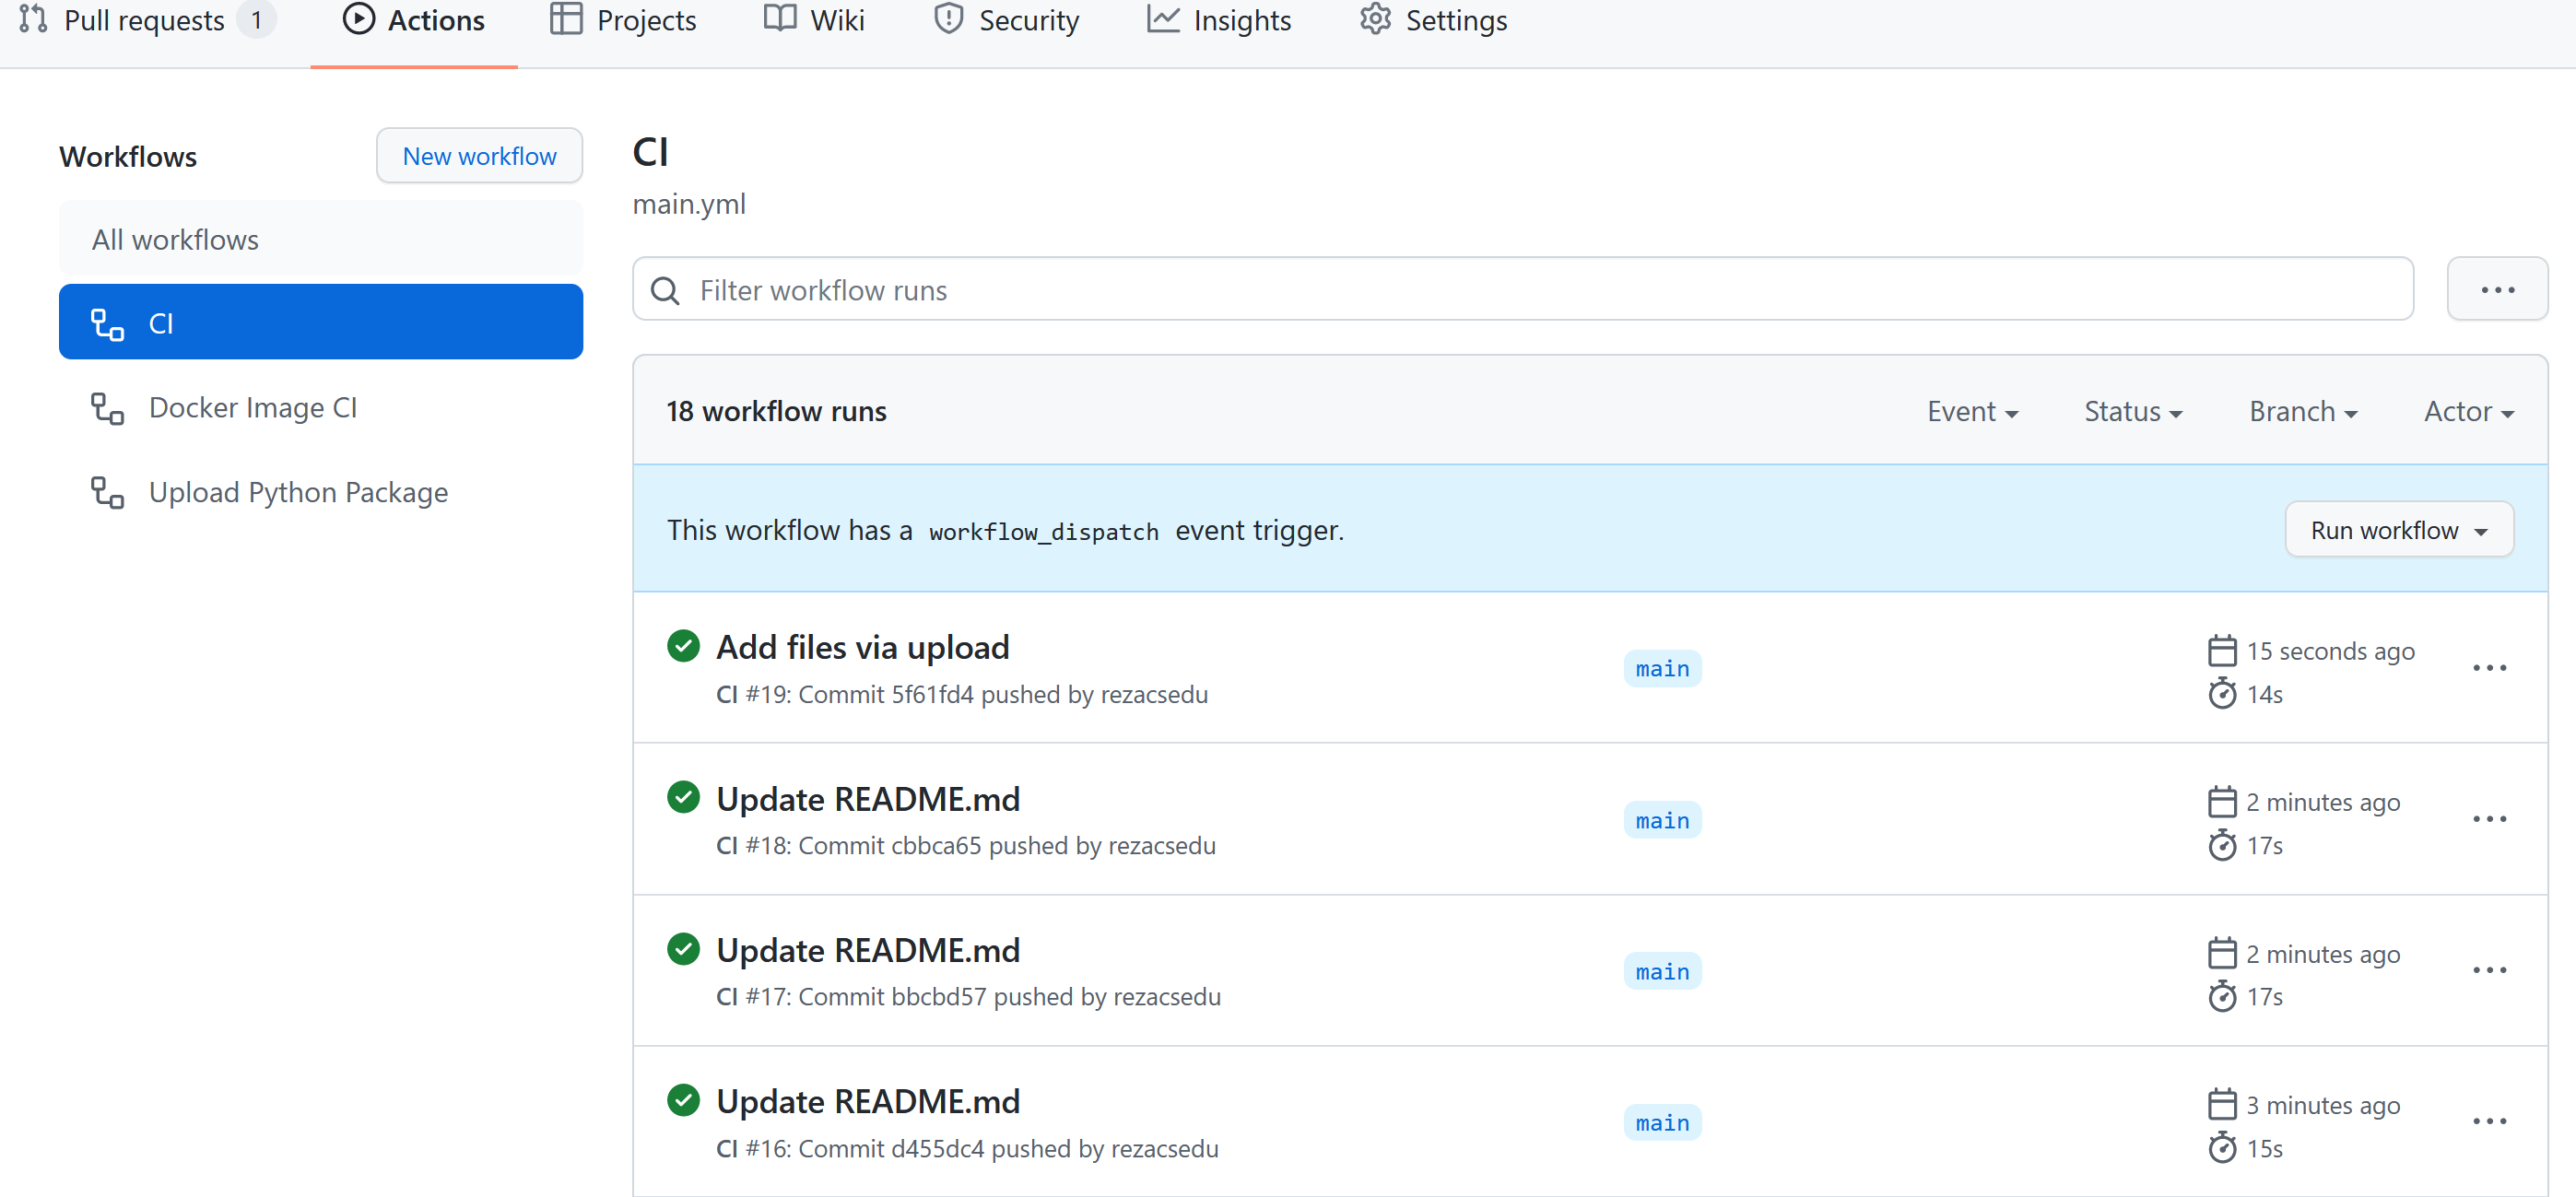 Pull requests 1 Actions Projects Wiki Security Insights Settings
Workflows
New workflow
All workflows
CI
Docker Image CI
Upload Python Package
CI
main.yml
Filter workflow runs
18 workflow runs
Event Status Branch Actor
This workflow has a workflow_dispatch event trigger.
Run workflow
Add files via upload
CI #19: Commit 5f61fd4 pushed by rezacsedu
main
15 seconds ago
14s
Update README.md
CI #18: Commit cbbca65 pushed by rezacsedu
main
2 minutes ago
17s
Update README.md
CI #17: Commit bbcbd57 pushed by rezacsedu
main
2 minutes ago
17s
Update README.md
CI #16: Commit d455dc4 pushed by rezacsedu
main
3 minutes ago
15s